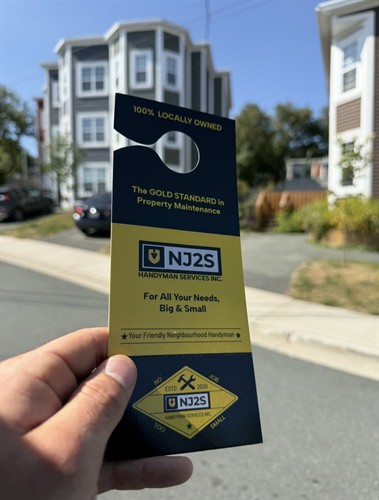 100% LOCALLY OWNED
The GOLD STANDARD in
Property Maintenance
NJ2S
HANDYMAN SERVICES INC.
For All Your Needs,
Big & Small
★Your Friendly Neighbourhood Handyman★
NO JOB
ESTD 2020
NJ2S
HANDYMAN SERVICES INC.
TOO SMALL